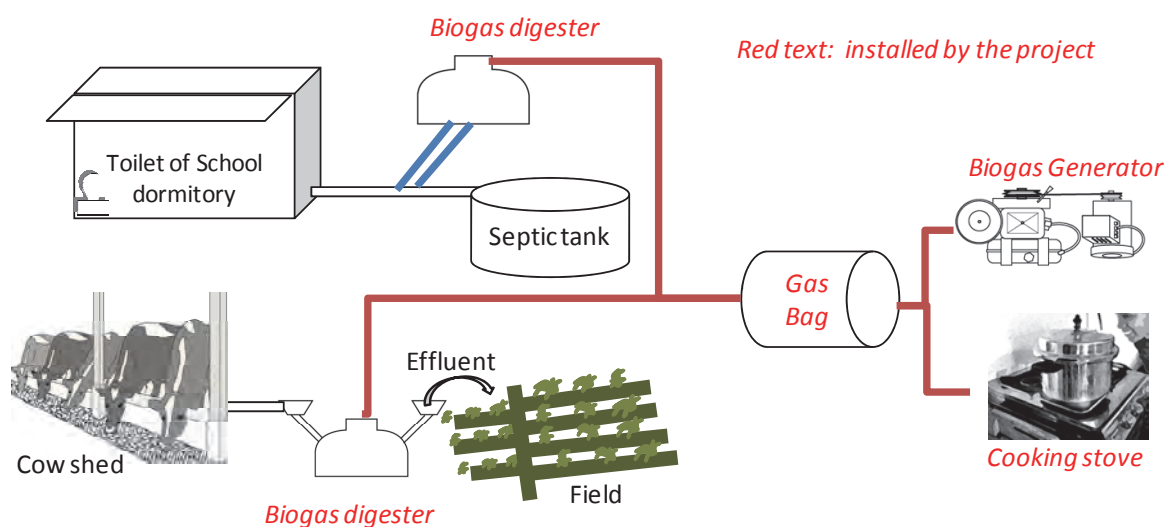 Biogas digester
Red text: installed by the project
Toilet of School
dormitory
Septic tank
Biogas Generator
Gas
Bag
Effluent
Cow shed
Field
Cooking stove
Biogas digester